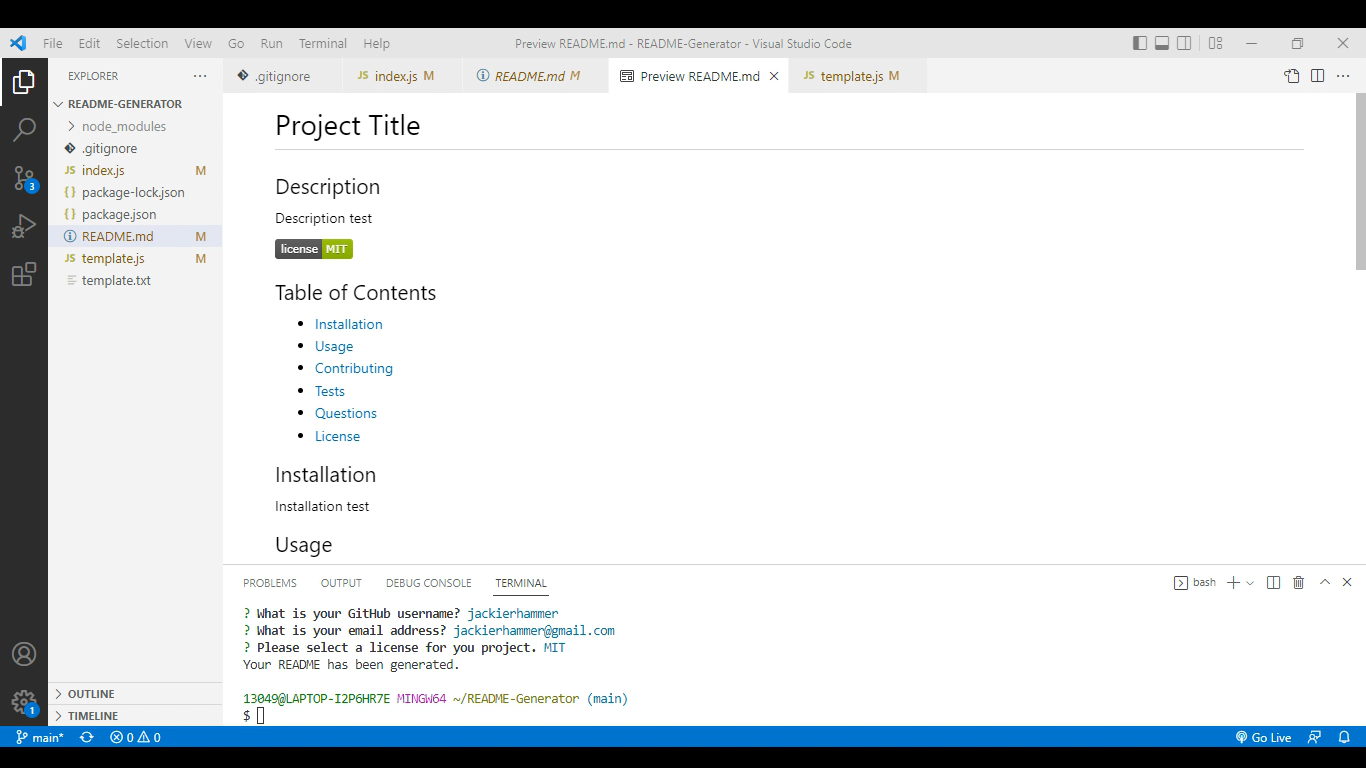 File Edit Selection View Go Run Terminal Help
Preview README.md - README-Generator - Visual Studio Code
EXPLORER
.gitignore
JS index.js M
README.md M
Preview README.md
JS template.js M
README-GENERATOR
node_modules
.gitignore
JS index.js M
{} package-lock.json
{} package.json
README.md M
JS template.js M
template.txt
OUTLINE
TIMELINE
3
1
Project Title
Description
Description test
license MIT
Table of Contents
• Installation
• Usage
• Contributing
• Tests
• Questions
• License
Installation
Installation test
Usage
PROBLEMS OUTPUT DEBUG CONSOLE TERMINAL
bash
? What is your GitHub username? jackierhammer
? What is your email address? jackierhammer@gmail.com
? Please select a license for you project. MIT
Your README has been generated.
13049@LAPTOP-I2P6HR7E MINGW64 ~/README-Generator (main)
$
main* 0 0
Go Live